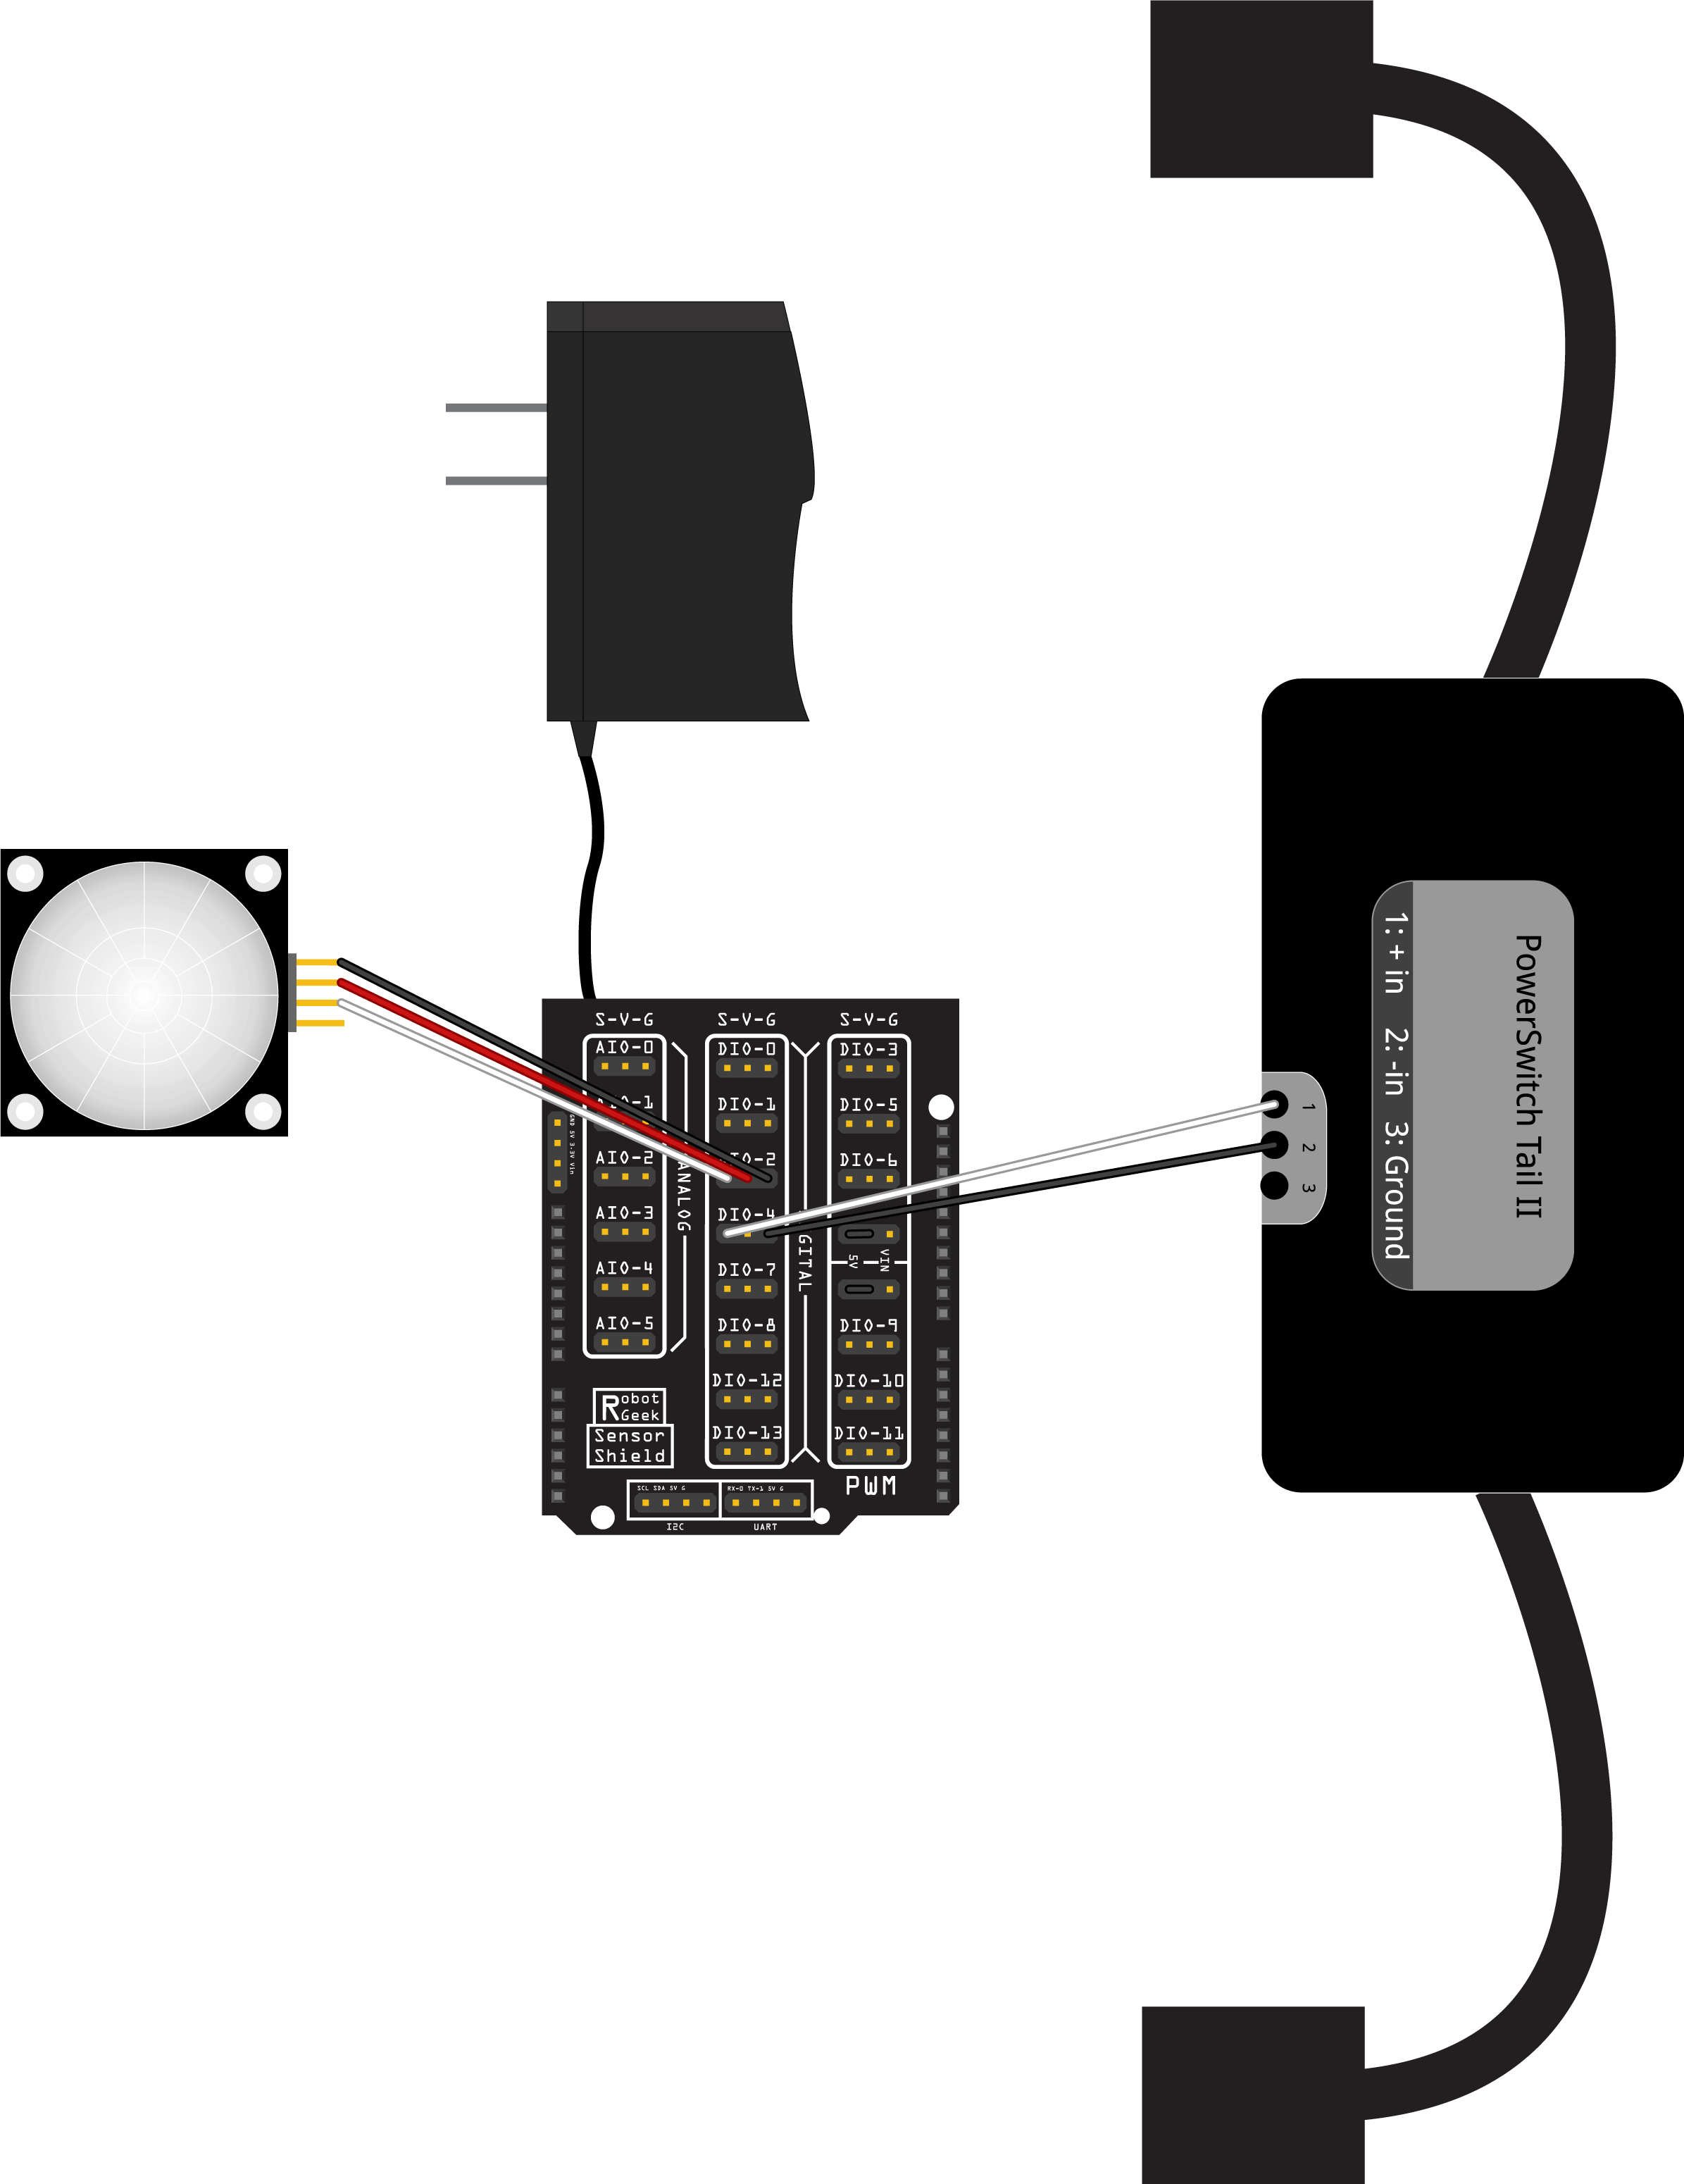 S-V-G
AIO-0
AIO-1
AIO-2
AIO-3
AIO-4
AIO-5
ANALOG
GND 5V 3.3V Vin
S-V-G
DIO-0
DIO-1
DIO-2
DIO-4
DIO-7
DIO-8
DIO-12
DIO-13
S-V-G
DIO-3
DIO-5
DIO-6
5V
VIN
DIO-9
DIO-10
DIO-11
PWM
Robot
Geek
Sensor
Shield
SCL SDA 5V G
RX-0 TX-1 5V G
I2C
UART
1
2
3
PowerSwitch Tail II
1: + in 2: -in 3: Ground